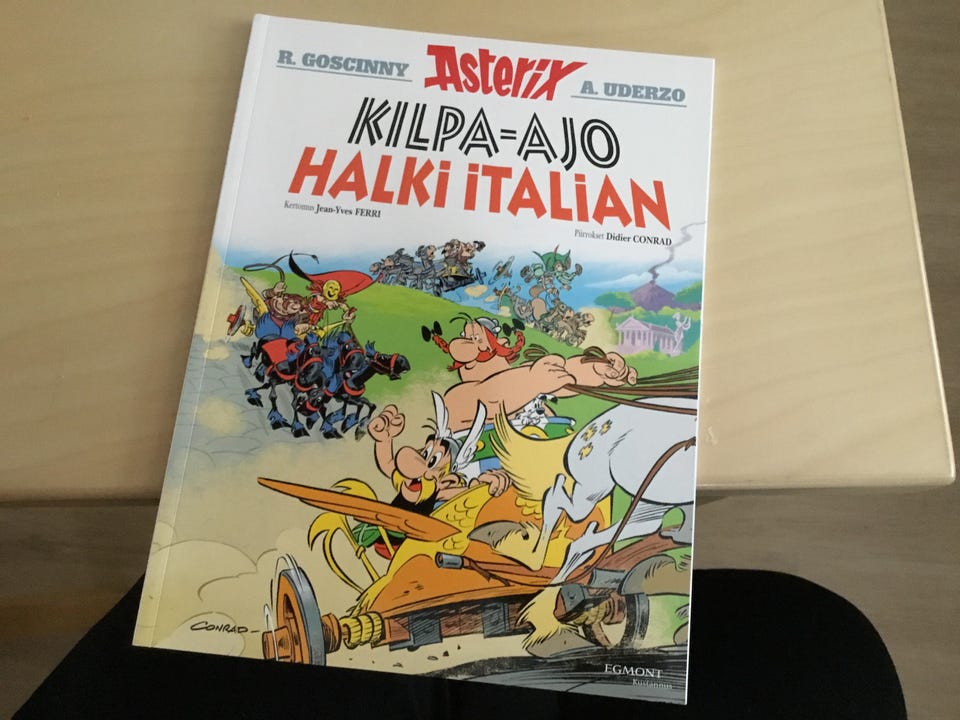 R. GOSCINNY
Asterix
A. UDERZO
KILPA-AJO
HALKI ITALIAN
Kertomus Jean-Yves FERRI
Piirrokset Didier CONRAD
CONRAD-
EGMONT
Kustannus